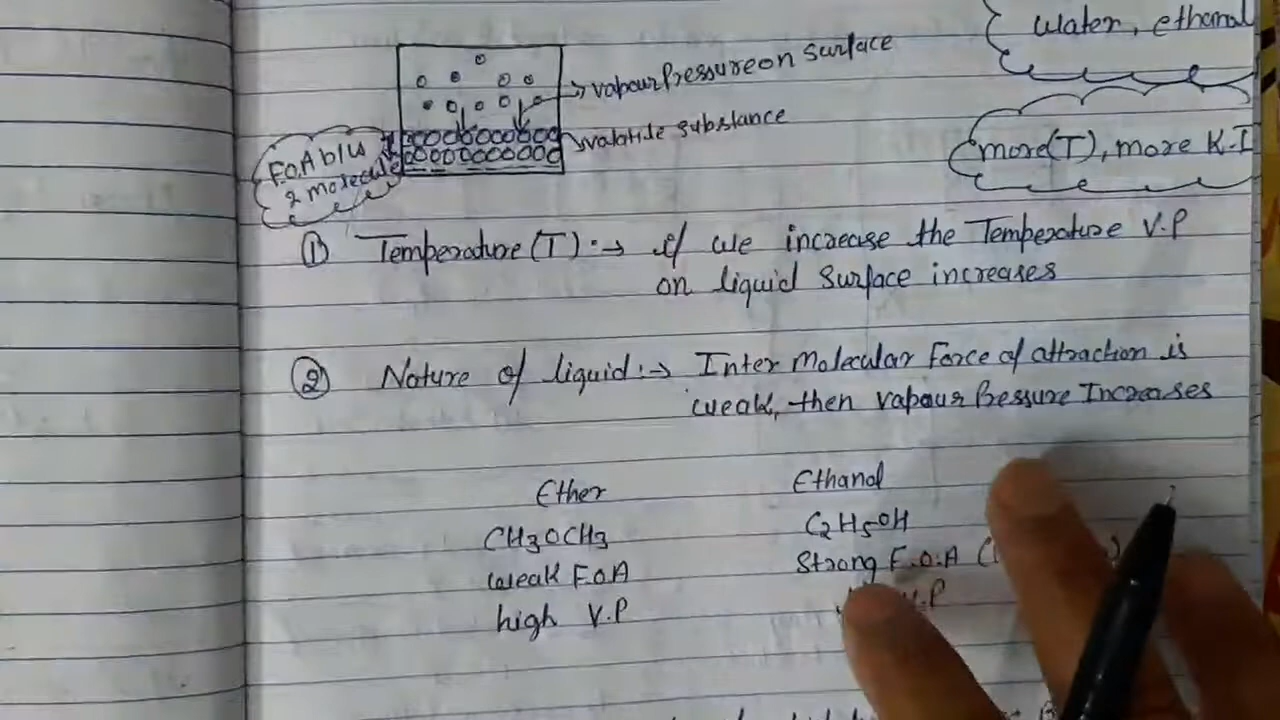 water, ethanol
vapour Pressure on surface
volatile substance
F.O.A b/w
2 molecule
more(T), more K.E
① Temperature (T) :→ if we increase the Temperature V.P
on liquid surface increases
② Nature of liquid :→ Inter molecular force of attraction is
weak, then vapour Pressure Increases
Ether Ethanol
CH3OCH3 C2H5OH
weak F.O.A Strong F.O.A (
high V.P V.P